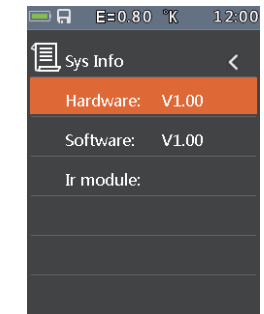 E=0.80 °K 12:00
Sys Info
Hardware: V1.00
Software: V1.00
Ir module: